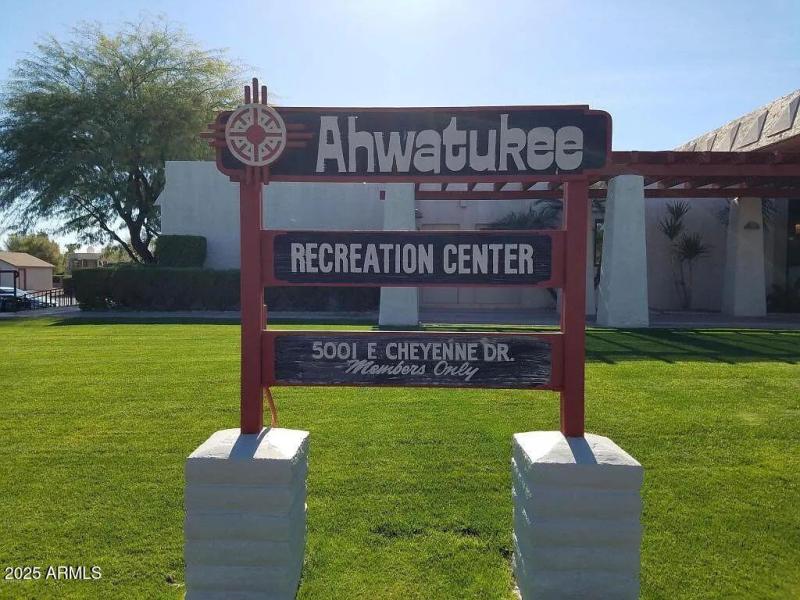 Ahwatukee
RECREATION CENTER
5001 E CHEYENNE DR.
Members Only
2025 ARMLS